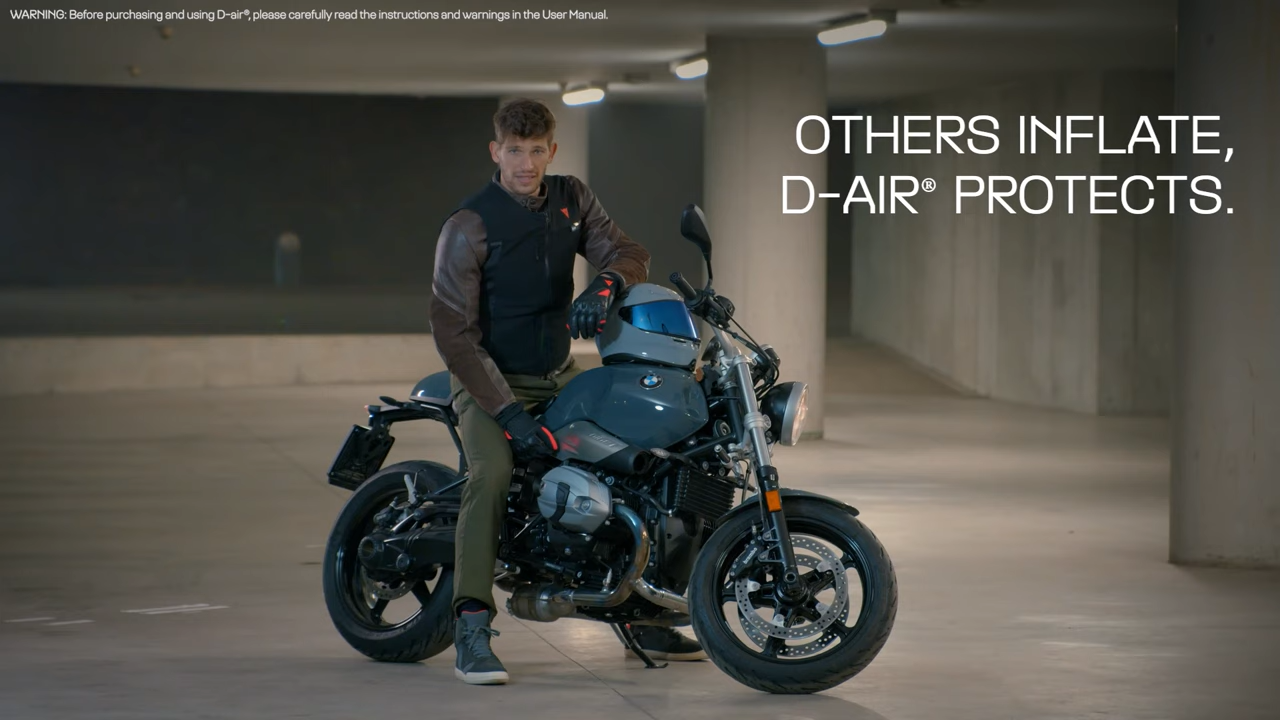 WARNING: Before purchasing and using D-air®, please carefully read the instructions and warnings in the User Manual.
OTHERS INFLATE,
D-AIR® PROTECTS.